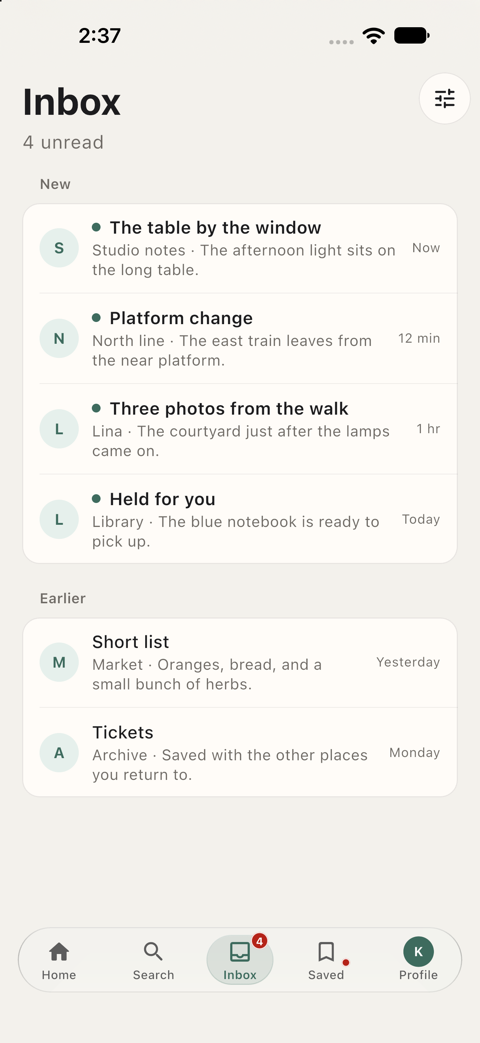 2:37
Inbox
4 unread
New
S
The table by the window
Studio notes · The afternoon light sits on
the long table.
Now
N
Platform change
North line · The east train leaves from
the near platform.
12 min
L
Three photos from the walk
Lina · The courtyard just after the lamps
came on.
1 hr
L
Held for you
Library · The blue notebook is ready to
pick up.
Today
Earlier
M
Short list
Market · Oranges, bread, and a
small bunch of herbs.
Yesterday
A
Tickets
Archive · Saved with the other places
you return to.
Monday
Home
Search
4
Inbox
Saved
K
Profile